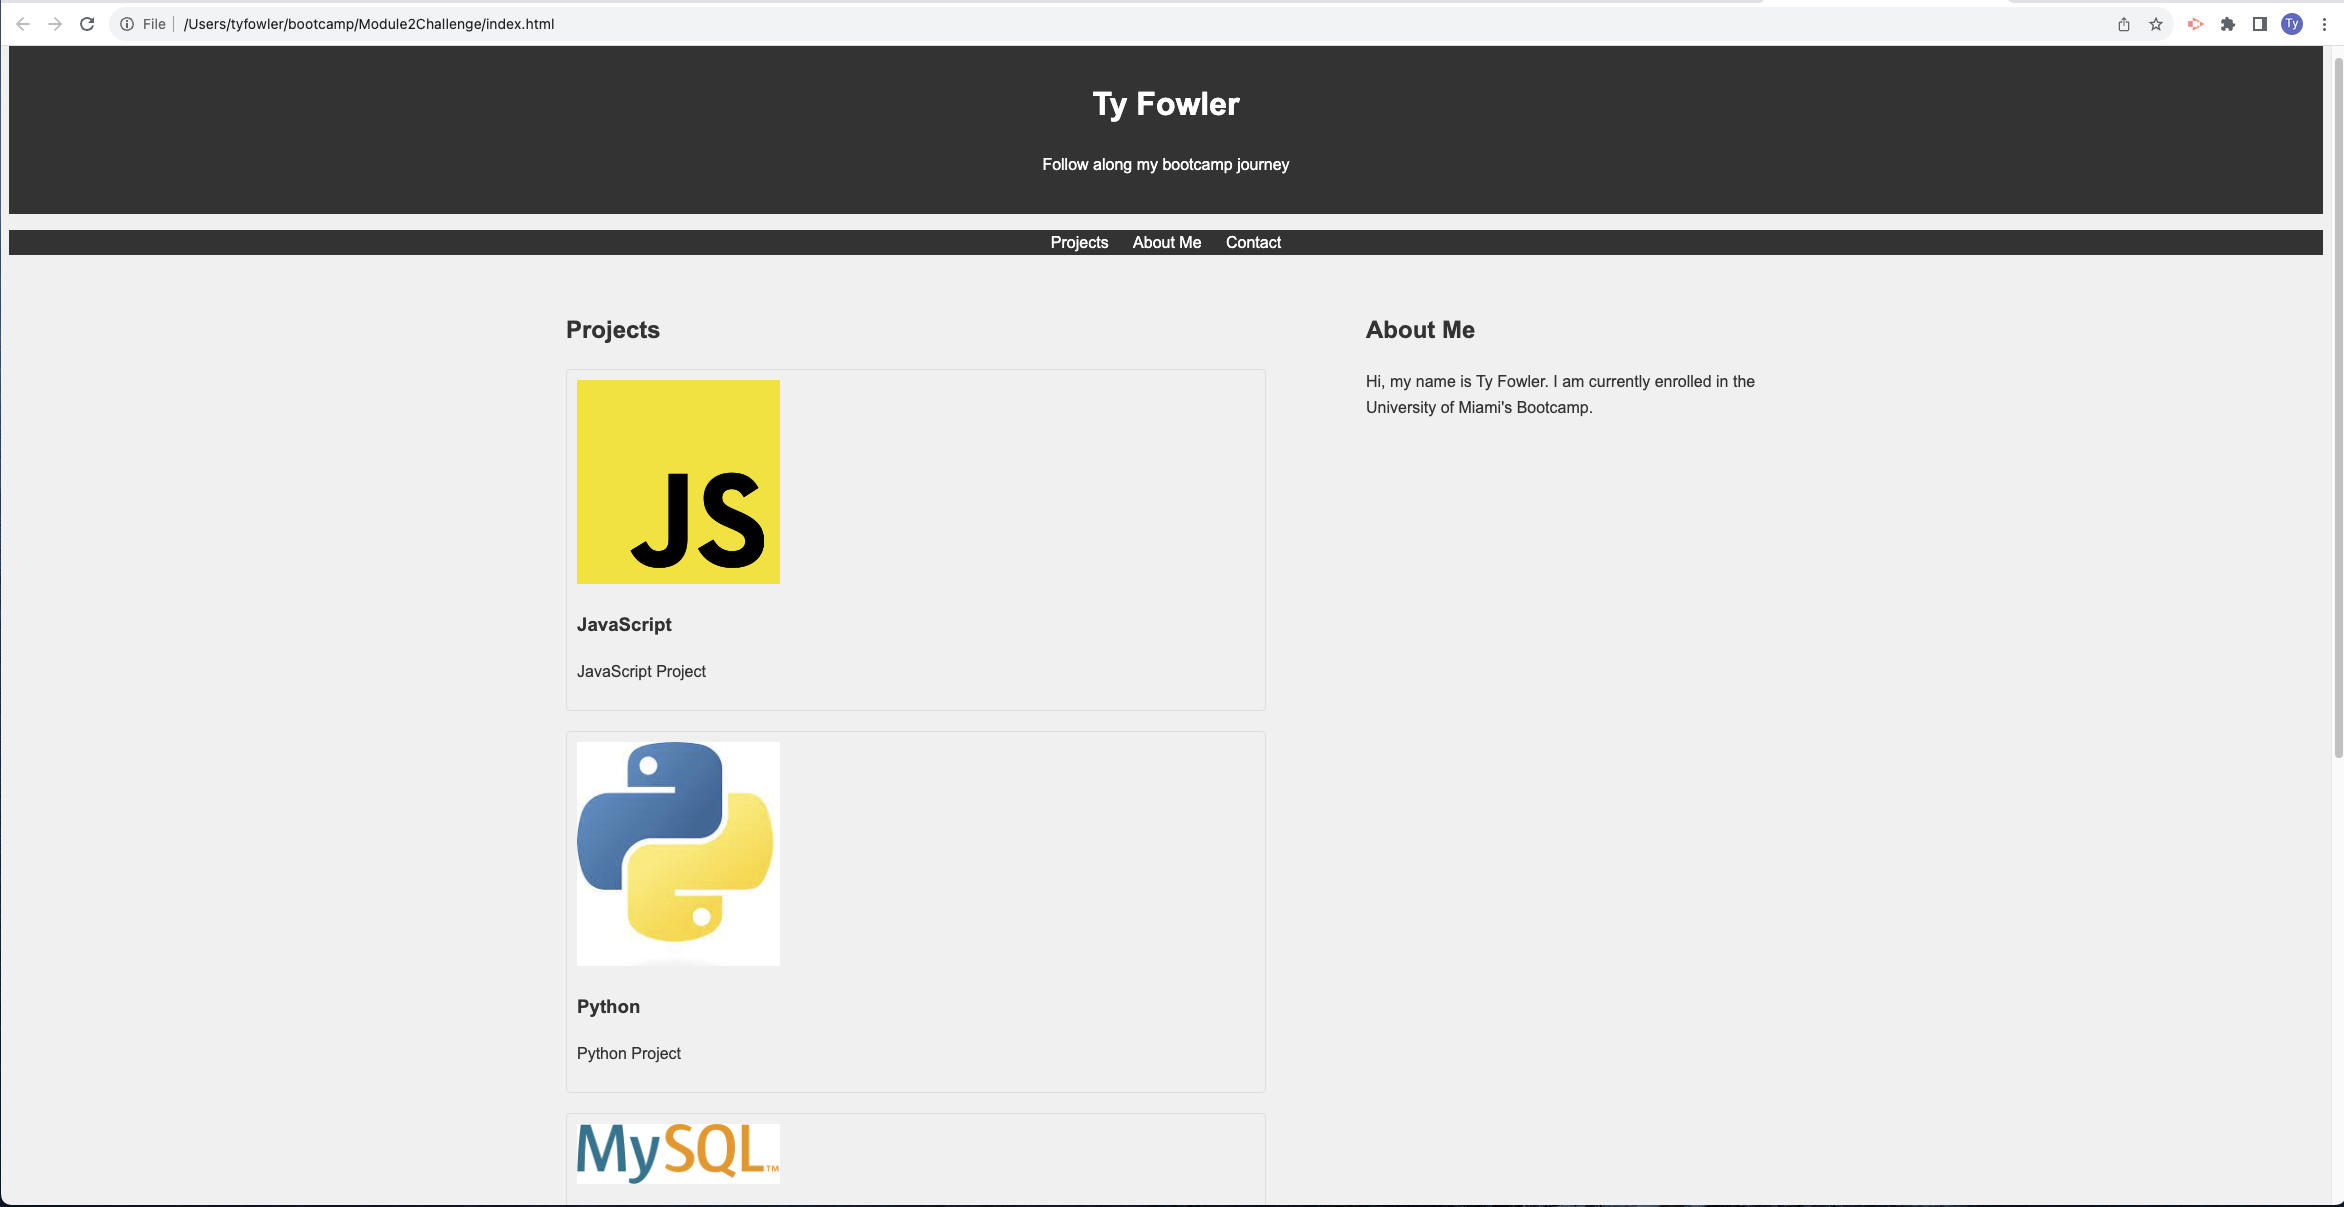 File
/Users/tyfowler/bootcamp/Module2Challenge/index.html
Ty
Ty Fowler
Follow along my bootcamp journey
Projects About Me Contact
Projects
JS
JavaScript
JavaScript Project
Python
Python Project
MySQL™
About Me
Hi, my name is Ty Fowler. I am currently enrolled in the
University of Miami's Bootcamp.